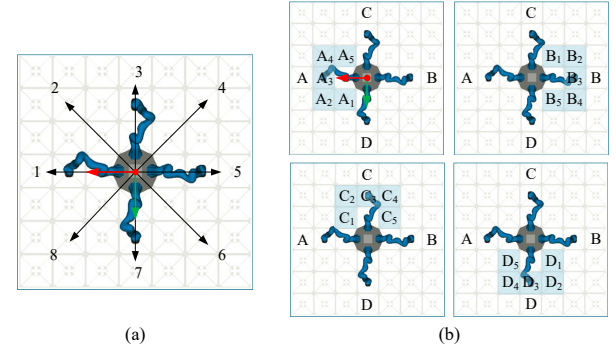 3
2
4
1
5
8
6
7
(a)
C
A₄ A₅
A A₃ B
A₂ A₁
D
C
B₁ B₂
A B₃ B
B₅ B₄
D
C
C₂ C₃ C₄
C₁ C₅
A B
D
C
A B
D₅ D₁
D₄ D₃ D₂
D
(b)